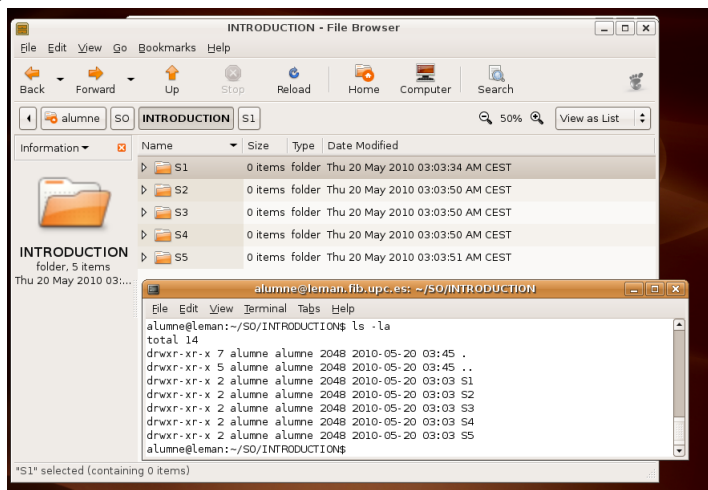 INTRODUCTION - File Browser
File Edit View Go Bookmarks Help
Back Forward Up Stop Reload Home Computer Search
alumne SO INTRODUCTION S1 50% View as List
Information Name Size Type Date Modified
S1 0 items folder Thu 20 May 2010 03:03:34 AM CEST
S2 0 items folder Thu 20 May 2010 03:03:50 AM CEST
S3 0 items folder Thu 20 May 2010 03:03:50 AM CEST
S4 0 items folder Thu 20 May 2010 03:03:50 AM CEST
S5 0 items folder Thu 20 May 2010 03:03:51 AM CEST
INTRODUCTION
folder, 5 items
Thu 20 May 2010 03:...
alumne@leman.fib.upc.es: ~/SO/INTRODUCTION
File Edit View Terminal Tabs Help
alumne@leman:~/SO/INTRODUCTION$ ls -la
total 14
drwxr-xr-x 7 alumne alumne 2048 2010-05-20 03:45 .
drwxr-xr-x 5 alumne alumne 2048 2010-05-20 03:45 ..
drwxr-xr-x 2 alumne alumne 2048 2010-05-20 03:03 S1
drwxr-xr-x 2 alumne alumne 2048 2010-05-20 03:03 S2
drwxr-xr-x 2 alumne alumne 2048 2010-05-20 03:03 S3
drwxr-xr-x 2 alumne alumne 2048 2010-05-20 03:03 S4
drwxr-xr-x 2 alumne alumne 2048 2010-05-20 03:03 S5
alumne@leman:~/SO/INTRODUCTION$
"S1" selected (containing 0 items)